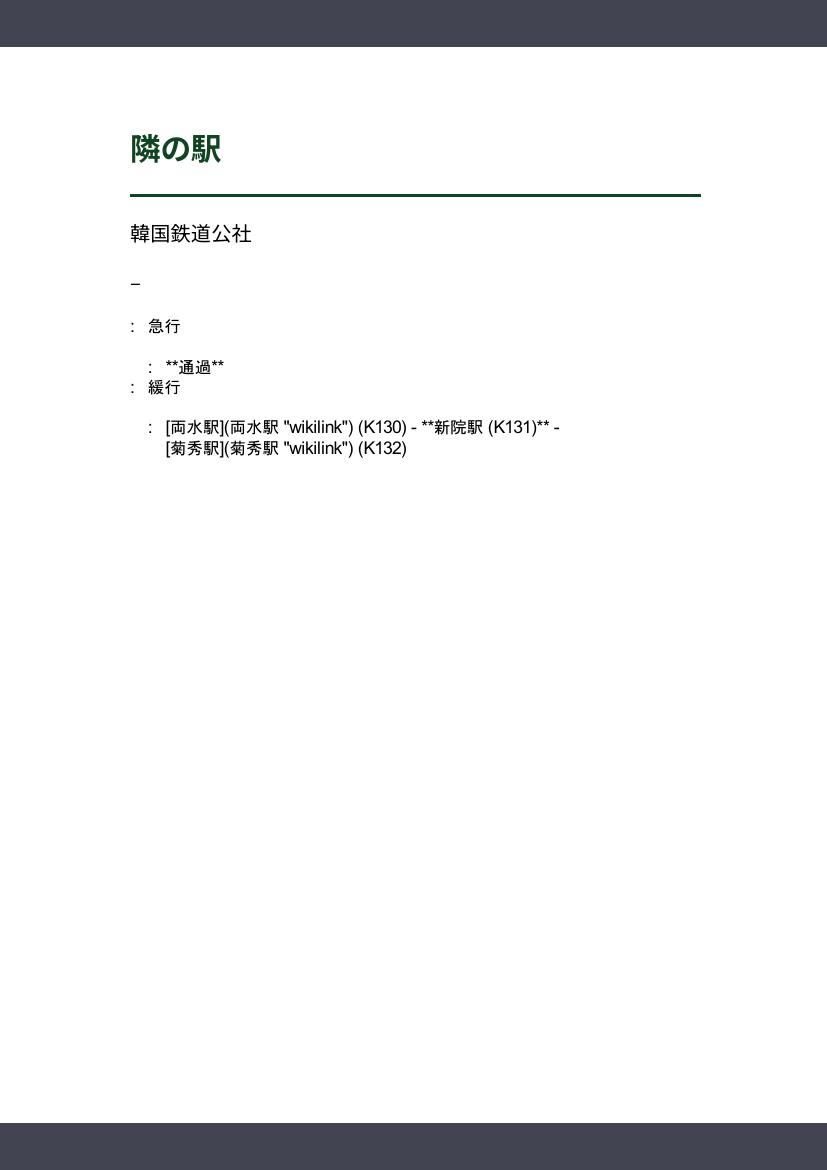 隣の駅
韓国鉄道公社
–
: 急行
: **通過**
: 緩行
: [両水駅](両水駅 "wikilink") (K130) - **新院駅 (K131)** -
[菊秀駅](菊秀駅 "wikilink") (K132)